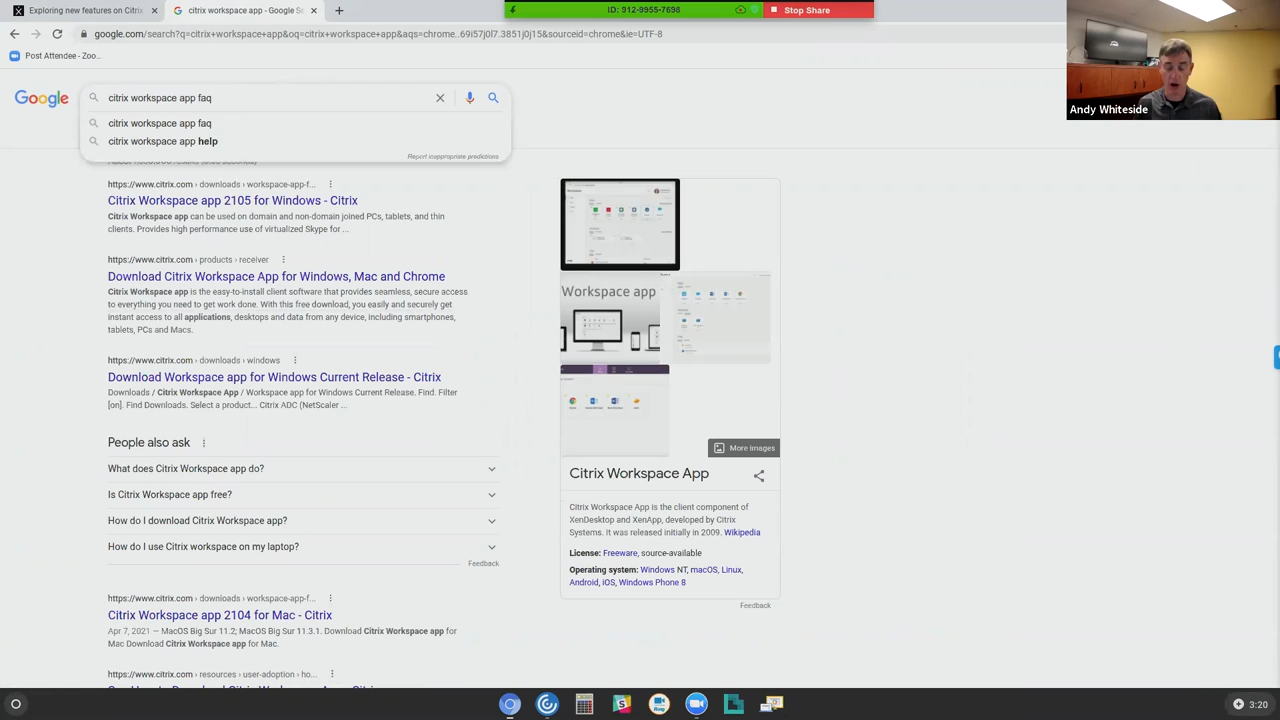 Exploring new features on Citrix
citrix workspace app - Google Se
ID: 912-9955-7698
Stop Share
google.com/search?q=citrix+workspace+app&oq=citrix+workspace+app&aqs=chrome..69i57j0l7.3851j0j15&sourceid=chrome&ie=UTF-8
Post Attendee - Zoo...
Andy Whiteside
Google
citrix workspace app faq
citrix workspace app faq
citrix workspace app help
Report inappropriate predictions
https://www.citrix.com › downloads › workspace-app-f...
Citrix Workspace app 2105 for Windows - Citrix
Citrix Workspace app can be used on domain and non-domain joined PCs, tablets, and thin
clients. Provides high performance use of virtualized Skype for ...
https://www.citrix.com › products › receiver
Download Citrix Workspace App for Windows, Mac and Chrome
Citrix Workspace app is the easy-to-install client software that provides seamless, secure access
to everything you need to get work done. With this free download, you easily and securely get
instant access to all applications, desktops and data from any device, including smartphones,
tablets, PCs and Macs.
https://www.citrix.com › downloads › windows
Download Workspace app for Windows Current Release - Citrix
Downloads / Citrix Workspace App / Workspace app for Windows Current Release. Find. Filter
[on]. Find Downloads. Select a product... Citrix ADC (NetScaler ...
People also ask
What does Citrix Workspace app do?
Is Citrix Workspace app free?
How do I download Citrix Workspace app?
How do I use Citrix workspace on my laptop?
Feedback
https://www.citrix.com › downloads › workspace-app-f...
Citrix Workspace app 2104 for Mac - Citrix
Apr 7, 2021 — MacOS Big Sur 11.2; MacOS Big Sur 11.3.1. Download Citrix Workspace app for
Mac Download Citrix Workspace app for Mac.
https://www.citrix.com › resources › user-adoption › ho...
Workspace app
More images
Citrix Workspace App
Citrix Workspace App is the client component of
XenDesktop and XenApp, developed by Citrix
Systems. It was released initially in 2009. Wikipedia
License: Freeware, source-available
Operating system: Windows NT, macOS, Linux,
Android, iOS, Windows Phone 8
Feedback
Ring
3:20